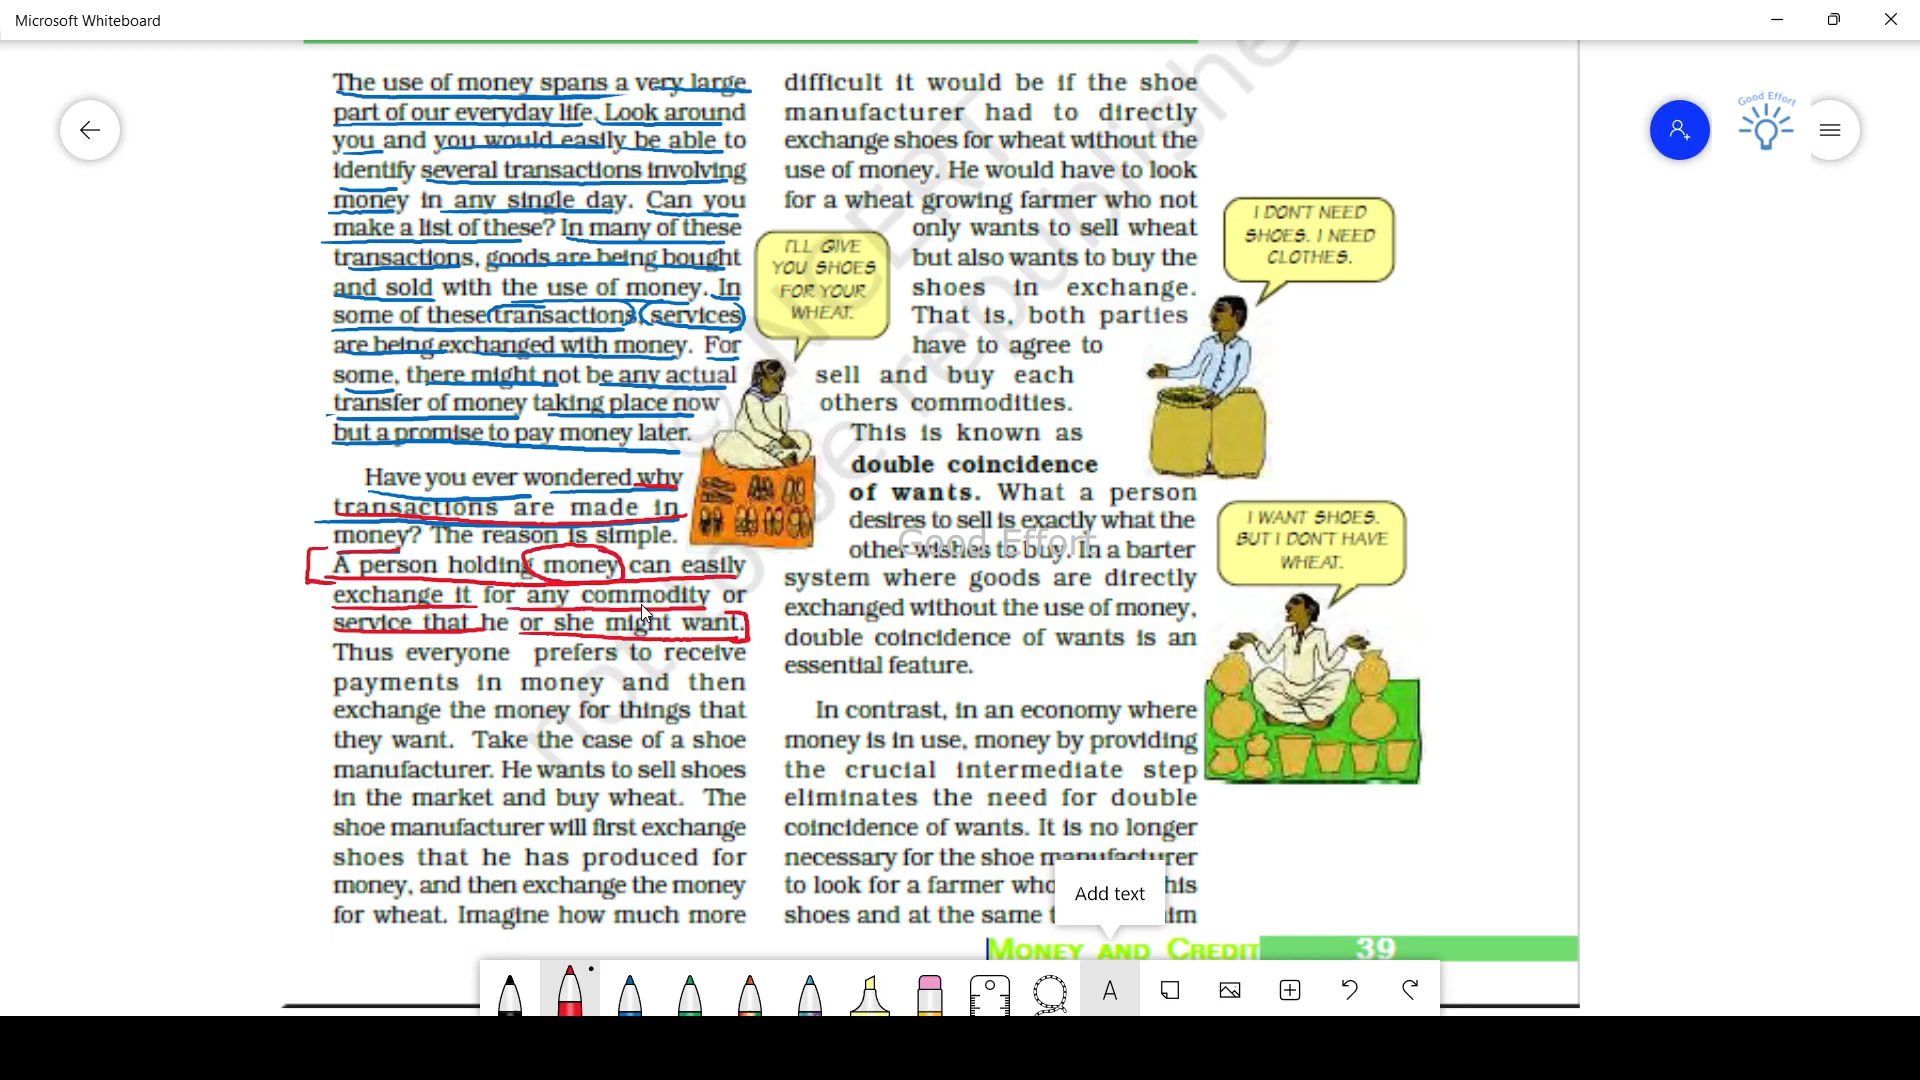 Microsoft Whiteboard
The use of money spans a very large
part of our everyday life. Look around
you and you would easily be able to
identify several transactions involving
money in any single day. Can you
make a list of these? In many of these
transactions, goods are being bought
and sold with the use of money. In
some of these transactions, services
are being exchanged with money. For
some, there might not be any actual
transfer of money taking place now
but a promise to pay money later.
Have you ever wondered why
transactions are made in
money? The reason is simple.
A person holding money can easily
exchange it for any commodity or
service that he or she might want.
Thus everyone prefers to receive
payments in money and then
exchange the money for things that
they want. Take the case of a shoe
manufacturer. He wants to sell shoes
in the market and buy wheat. The
shoe manufacturer will first exchange
shoes that he has produced for
money, and then exchange the money
for wheat. Imagine how much more
difficult it would be if the shoe
manufacturer had to directly
exchange shoes for wheat without the
use of money. He would have to look
for a wheat growing farmer who not
only wants to sell wheat
but also wants to buy the
shoes in exchange.
That is, both parties
have to agree to
sell and buy each
others commodities.
This is known as
double coincidence
of wants. What a person
desires to sell is exactly what the
other wishes to buy. In a barter
system where goods are directly
exchanged without the use of money,
double coincidence of wants is an
essential feature.
In contrast, in an economy where
money is in use, money by providing
the crucial intermediate step
eliminates the need for double
coincidence of wants. It is no longer
necessary for the shoe manufacturer
to look for a farmer who his
shoes and at the same
I'LL GIVE
YOU SHOES
FOR YOUR
WHEAT.
I DON'T NEED
SHOES. I NEED
CLOTHES.
I WANT SHOES.
BUT I DON'T HAVE
WHEAT.
Good Effort
Good Effort
© NCERT
not to be republished
Add text
MONEY AND CREDIT 39
A